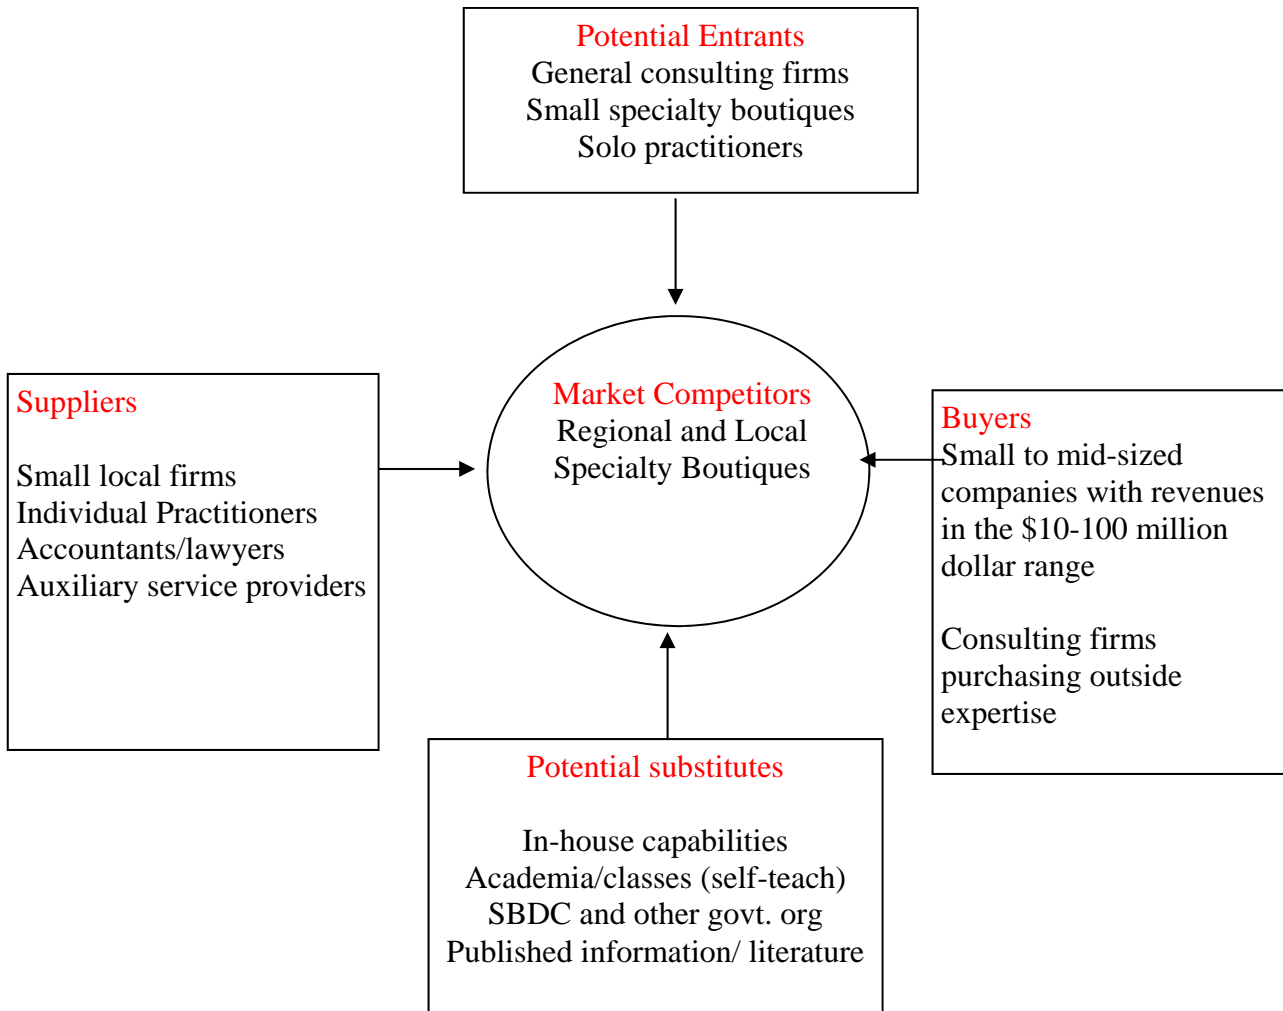 Potential Entrants
General consulting firms
Small specialty boutiques
Solo practitioners
Suppliers
Small local firms
Individual Practitioners
Accountants/lawyers
Auxiliary service providers
Market Competitors
Regional and Local
Specialty Boutiques
Buyers
Small to mid-sized
companies with revenues
in the $10-100 million
dollar range
Consulting firms
purchasing outside
expertise
Potential substitutes
In-house capabilities
Academia/classes (self-teach)
SBDC and other govt. org
Published information/ literature